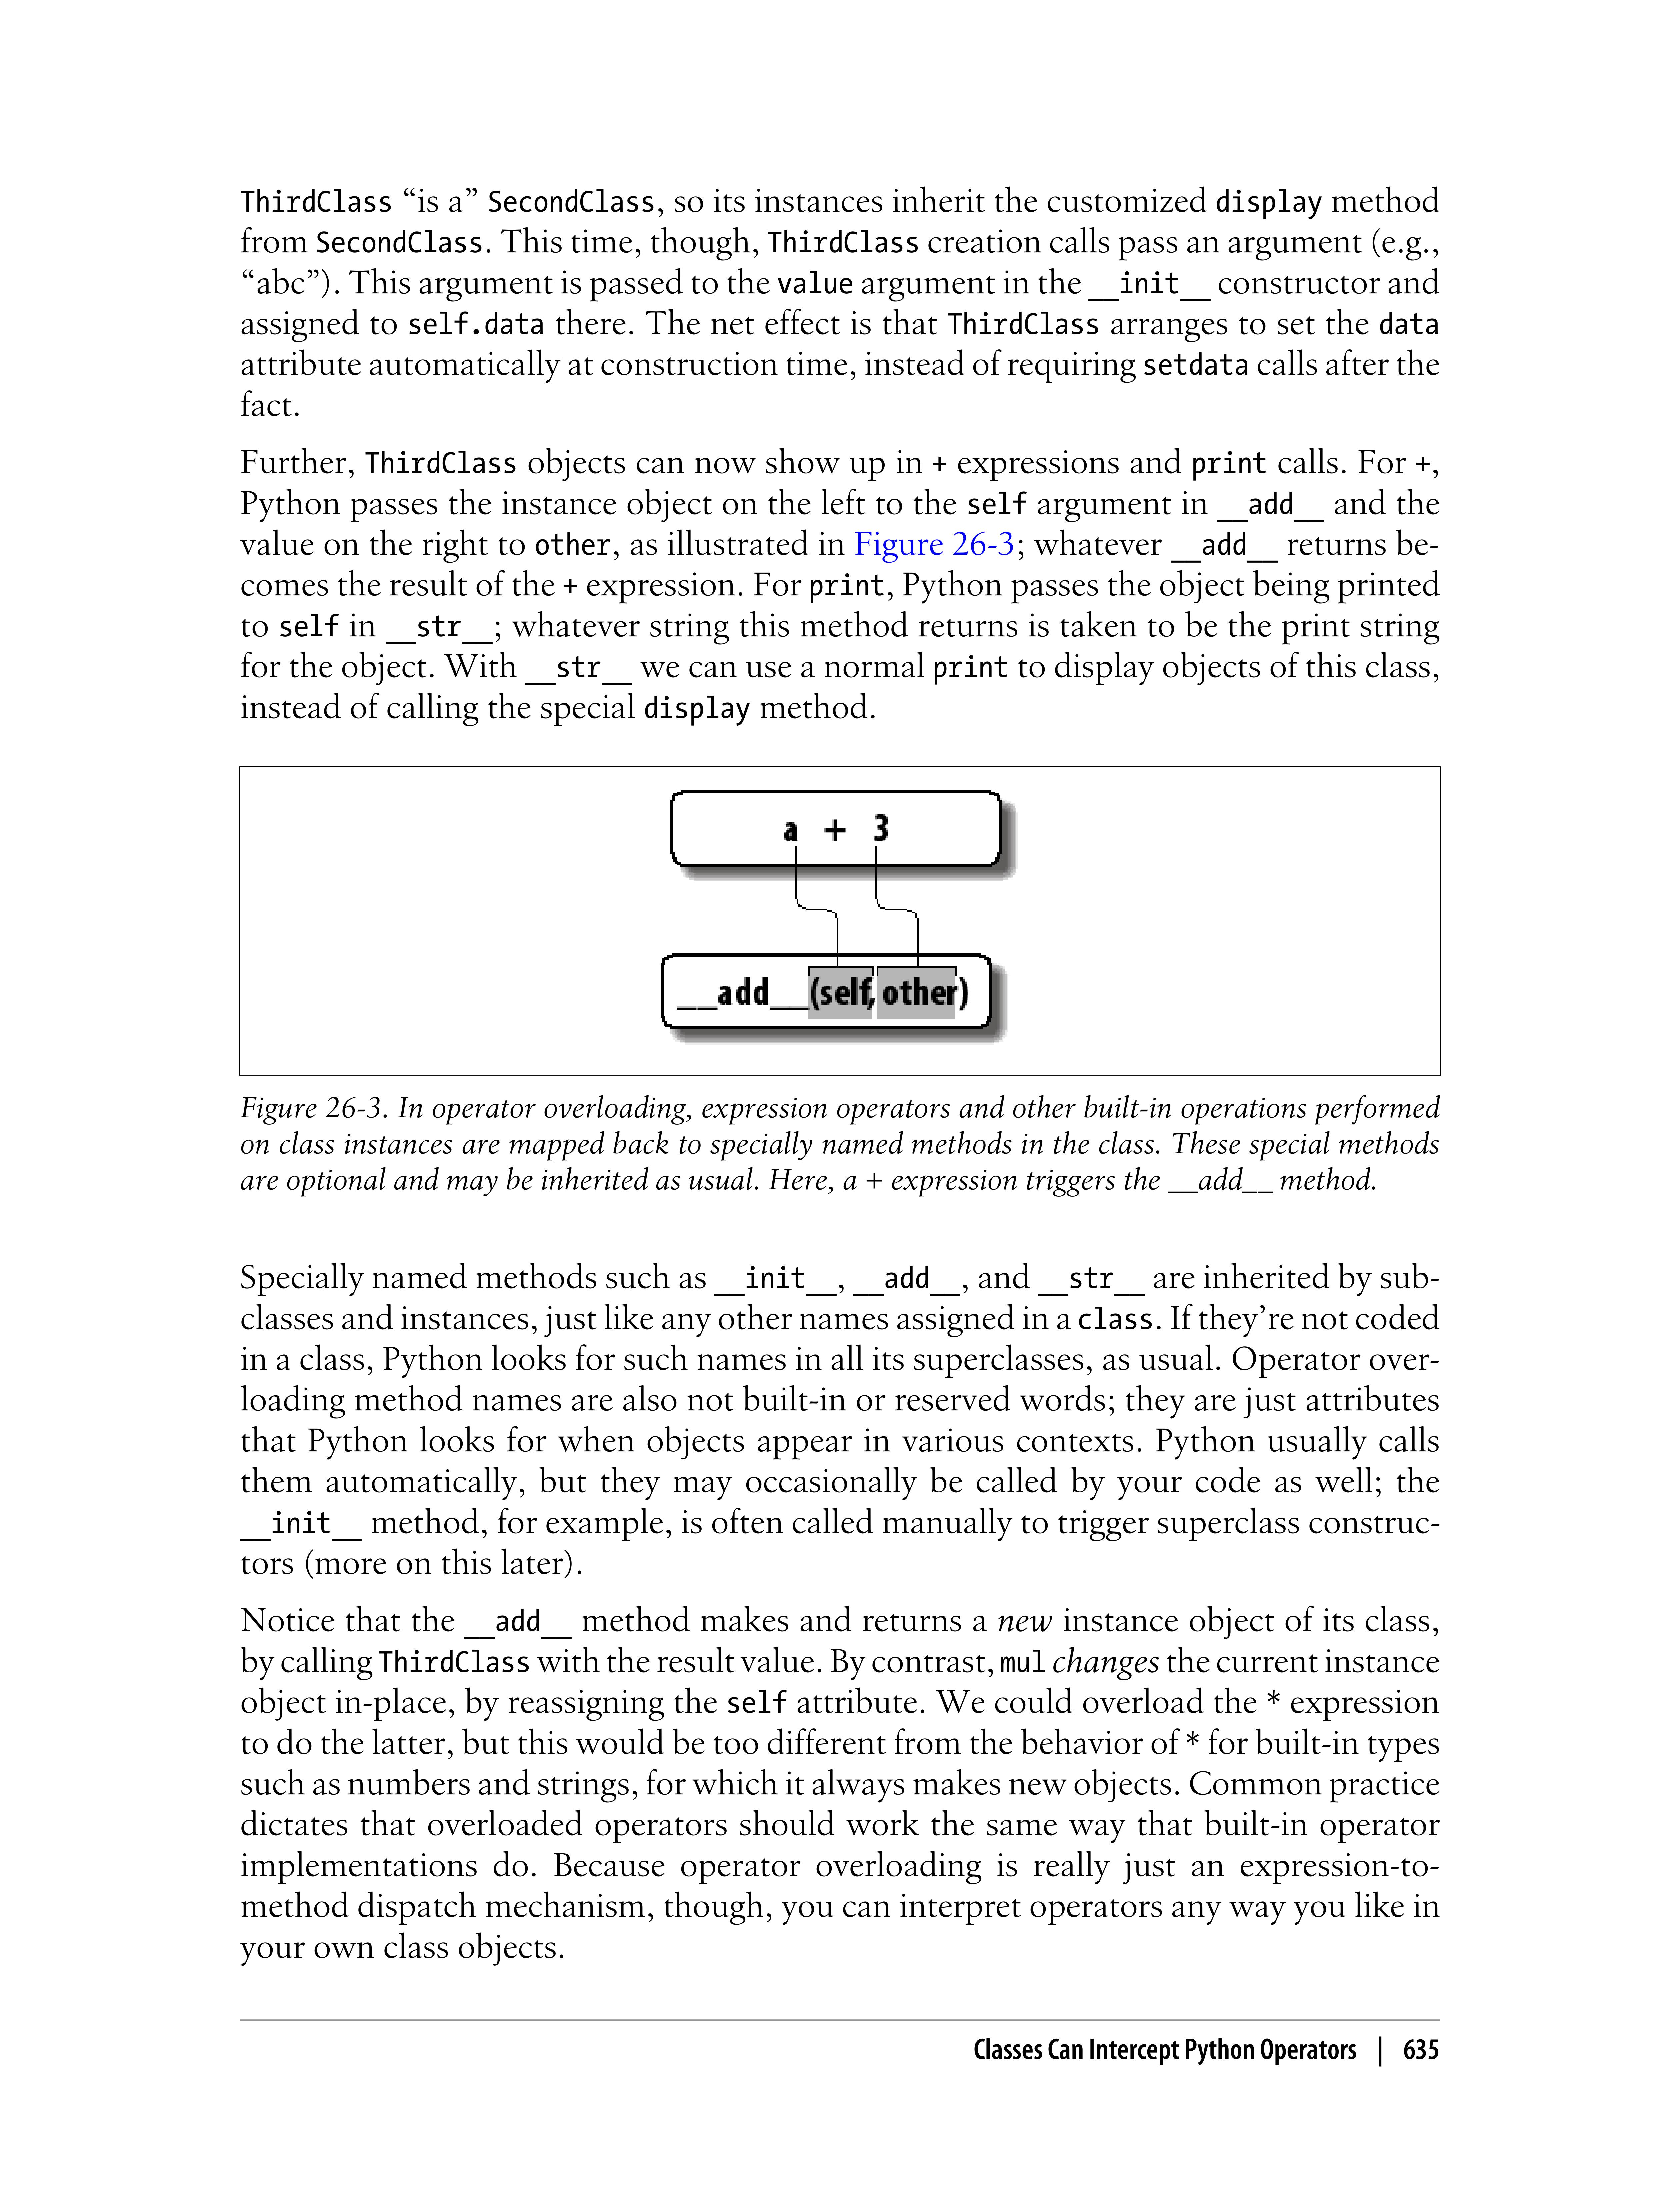 ThirdClass “is a” SecondClass, so its instances inherit the customized display method
from SecondClass. This time, though, ThirdClass creation calls pass an argument (e.g.,
“abc”). This argument is passed to the value argument in the __init__ constructor and
assigned to self.data there. The net effect is that ThirdClass arranges to set the data
attribute automatically at construction time, instead of requiring setdata calls after the
fact.
Further, ThirdClass objects can now show up in + expressions and print calls. For +,
Python passes the instance object on the left to the self argument in __add__ and the
value on the right to other, as illustrated in Figure 26-3; whatever __add__ returns be-
comes the result of the + expression. For print, Python passes the object being printed
to self in __str__; whatever string this method returns is taken to be the print string
for the object. With __str__ we can use a normal print to display objects of this class,
instead of calling the special display method.
a + 3
__add__(self, other)
Figure 26-3. In operator overloading, expression operators and other built-in operations performed
on class instances are mapped back to specially named methods in the class. These special methods
are optional and may be inherited as usual. Here, a + expression triggers the __add__ method.
Specially named methods such as __init__, __add__, and __str__ are inherited by sub-
classes and instances, just like any other names assigned in a class. If they’re not coded
in a class, Python looks for such names in all its superclasses, as usual. Operator over-
loading method names are also not built-in or reserved words; they are just attributes
that Python looks for when objects appear in various contexts. Python usually calls
them automatically, but they may occasionally be called by your code as well; the
__init__ method, for example, is often called manually to trigger superclass construc-
tors (more on this later).
Notice that the __add__ method makes and returns a new instance object of its class,
by calling ThirdClass with the result value. By contrast, mul changes the current instance
object in-place, by reassigning the self attribute. We could overload the * expression
to do the latter, but this would be too different from the behavior of * for built-in types
such as numbers and strings, for which it always makes new objects. Common practice
dictates that overloaded operators should work the same way that built-in operator
implementations do. Because operator overloading is really just an expression-to-
method dispatch mechanism, though, you can interpret operators any way you like in
your own class objects.
Classes Can Intercept Python Operators | 635